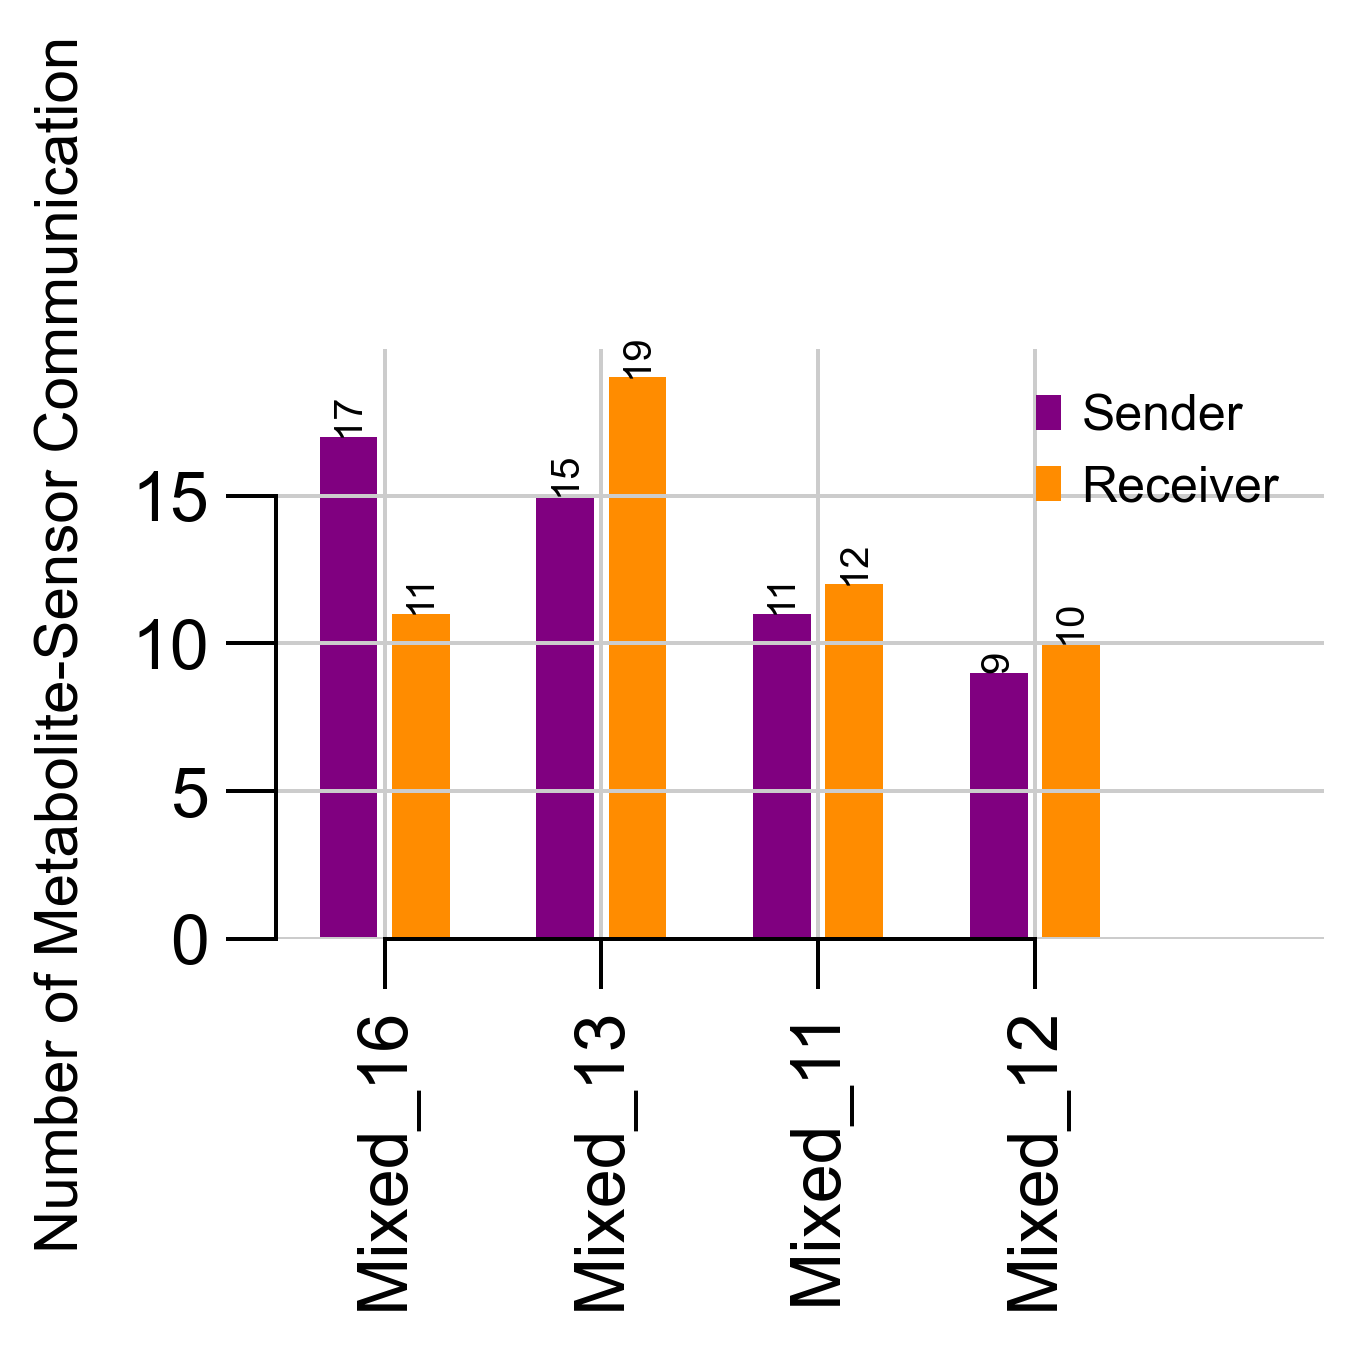 Number of Metabolite-Sensor Communication
17
11
15
19
11
12
9
10
Sender
Receiver
15
10
5
0
Mixed_16
Mixed_13
Mixed_11
Mixed_12